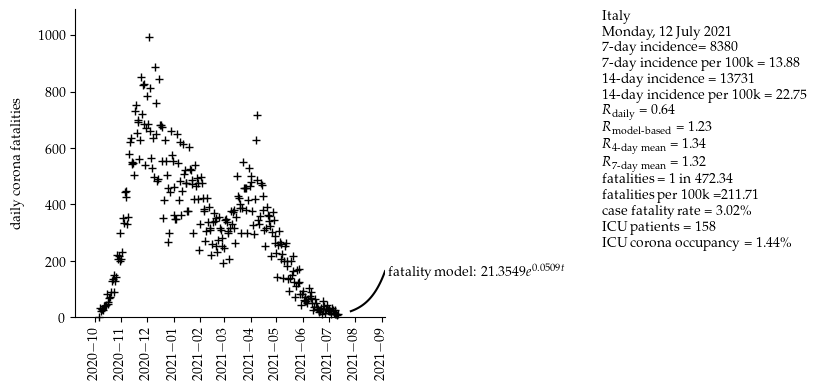 daily corona fatalities
1000
800
600
400
200
0
2020−10
2020−11
2020−12
2021−01
2021−02
2021−03
2021−04
2021−05
2021−06
2021−07
2021−08
2021−09
fatality model: 21.3549e^0.0509t
Italy
Monday, 12 July 2021
7-day incidence= 8380
7-day incidence per 100k = 13.88
14-day incidence = 13731
14-day incidence per 100k = 22.75
R_daily = 0.64
R_model-based = 1.23
R_4-day mean = 1.34
R_7-day mean = 1.32
fatalities = 1 in 472.34
fatalities per 100k =211.71
case fatality rate = 3.02%
ICU patients = 158
ICU corona occupancy = 1.44%